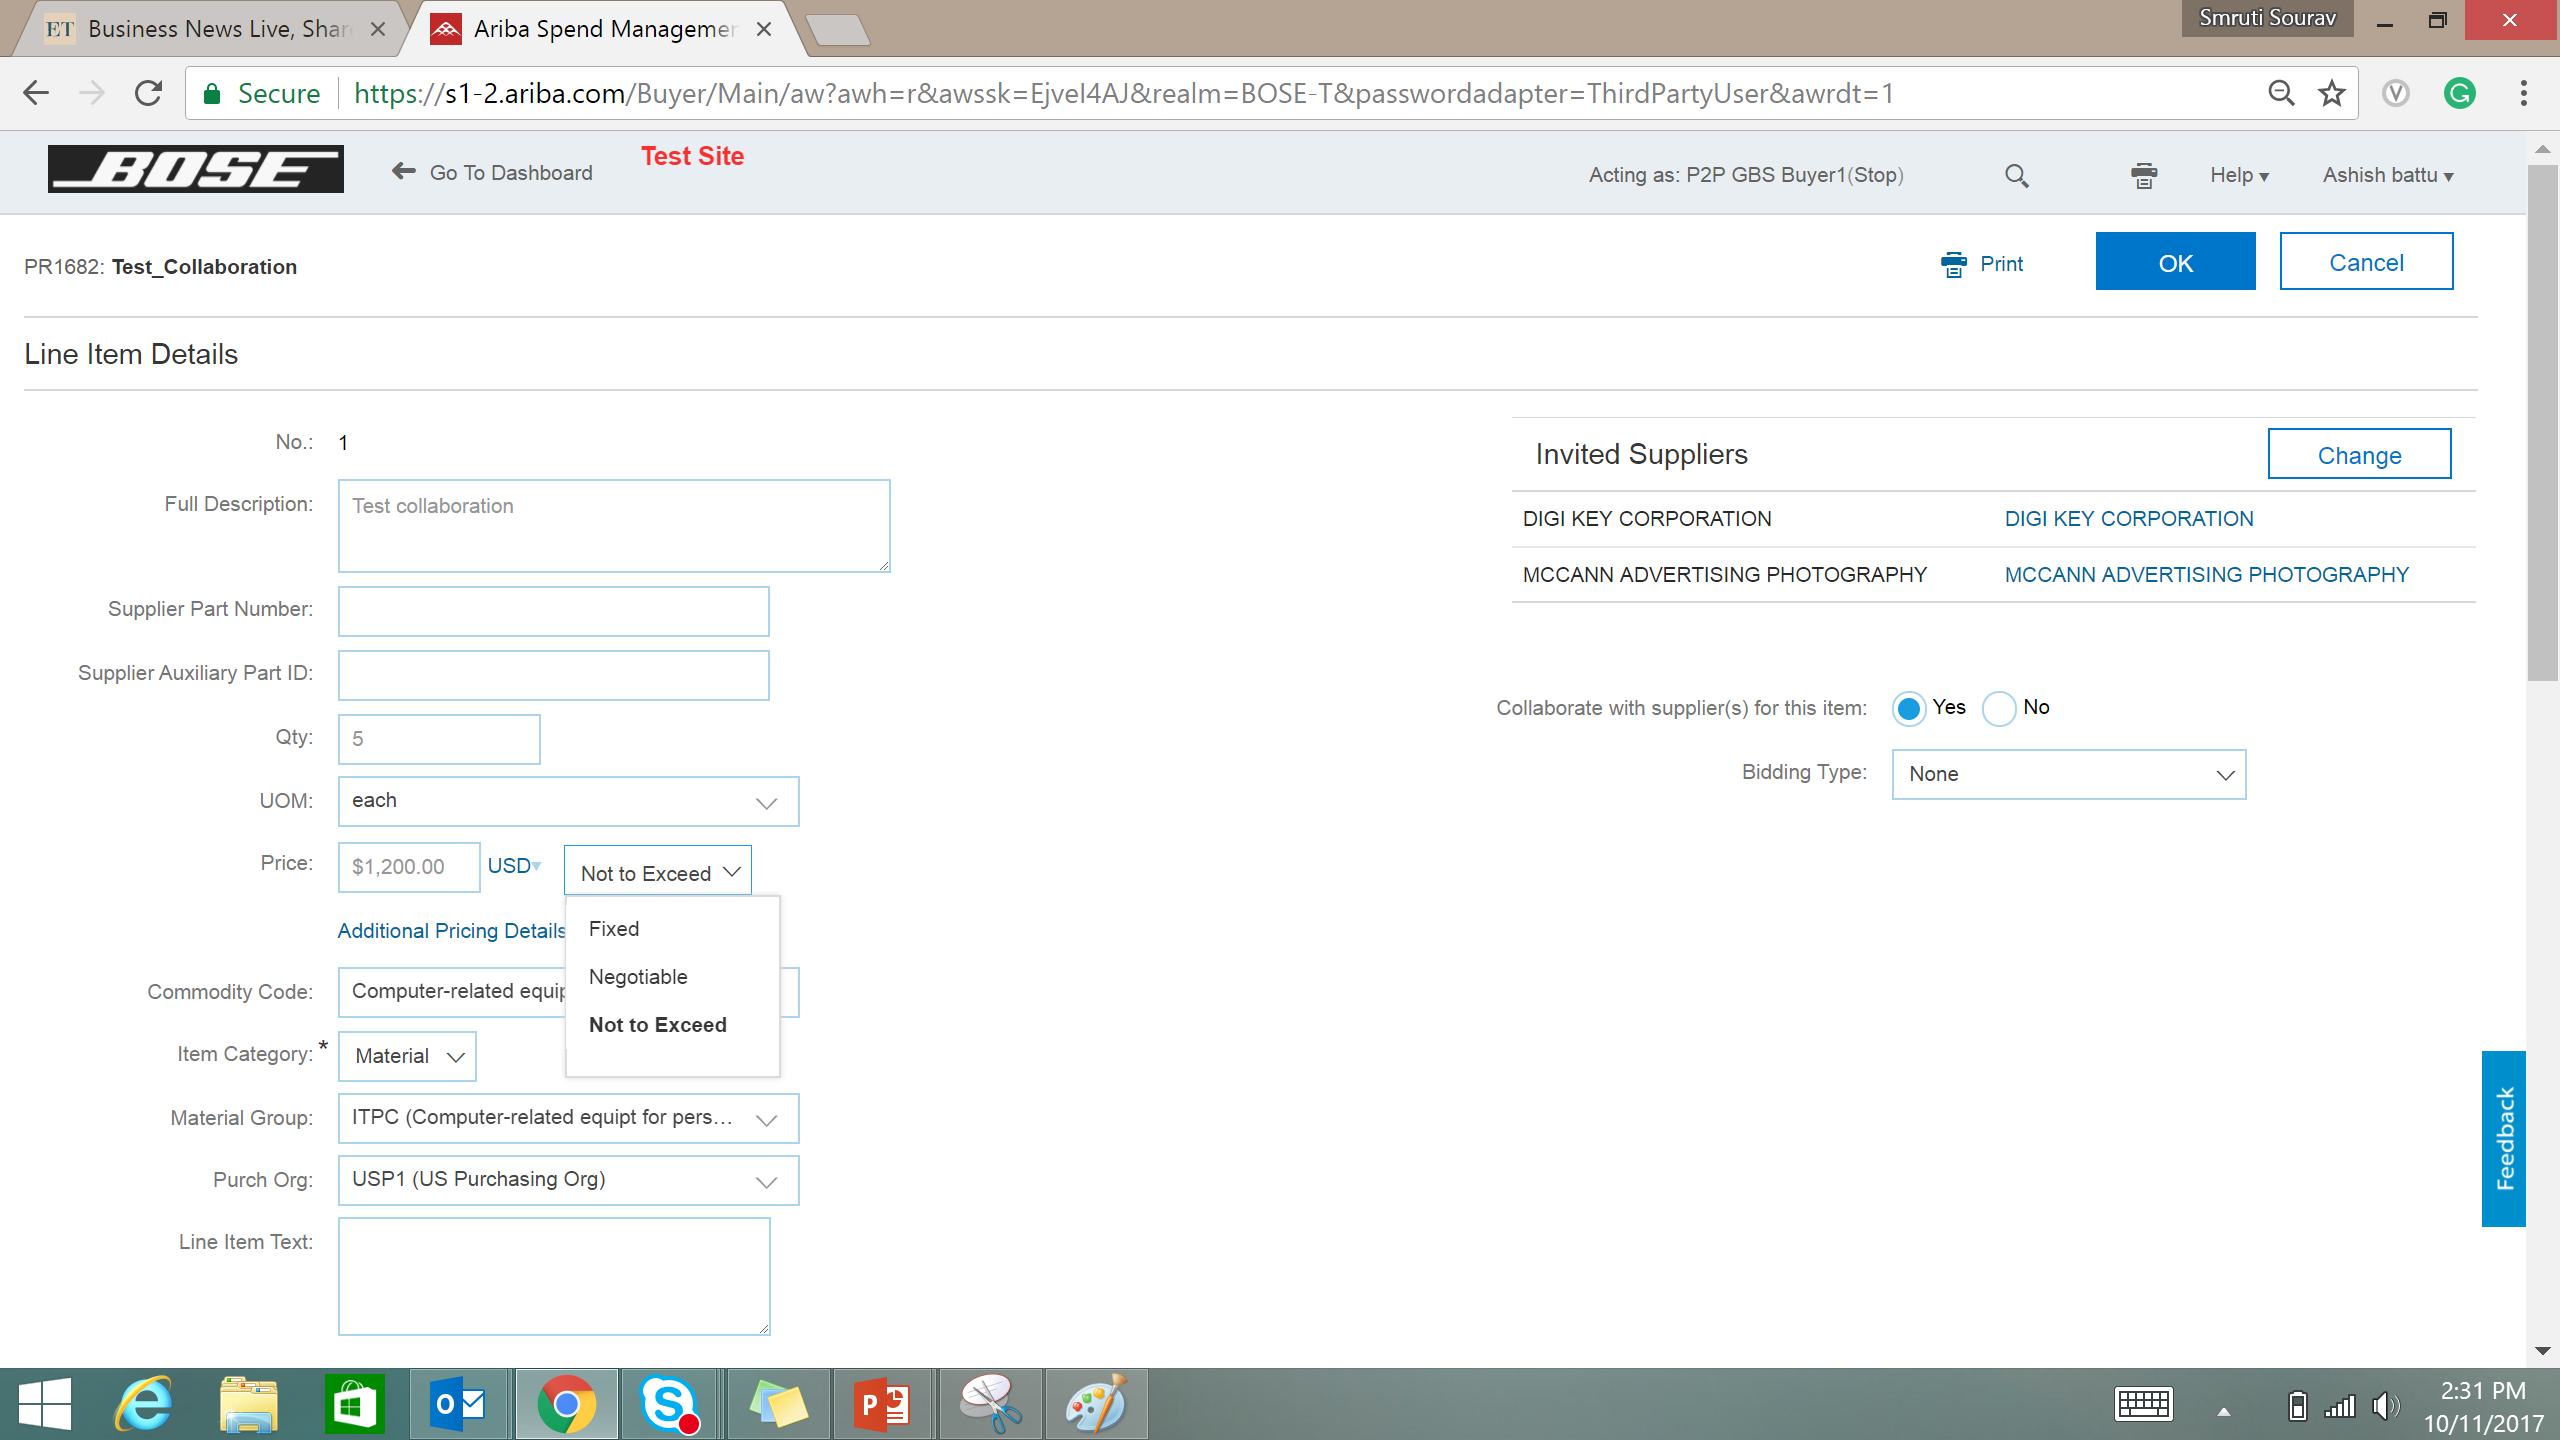 ET Business News Live, Shar
Ariba Spend Managemen
Smruti Sourav
Secure
https://s1-2.ariba.com/Buyer/Main/aw?awh=r&awssk=EjveI4AJ&realm=BOSE-T&passwordadapter=ThirdPartyUser&awrdt=1
BOSE
Go To Dashboard
Test Site
Acting as: P2P GBS Buyer1(Stop)
Help
Ashish battu
PR1682: Test_Collaboration
Print
OK
Cancel
Line Item Details
No.: 1
Full Description: Test collaboration
Supplier Part Number:
Supplier Auxiliary Part ID:
Qty: 5
UOM: each
Price: $1,200.00 USD Not to Exceed
Fixed
Negotiable
Not to Exceed
Additional Pricing Details
Commodity Code: Computer-related equip
Item Category: * Material
Material Group: ITPC (Computer-related equipt for pers...
Purch Org: USP1 (US Purchasing Org)
Line Item Text:
Invited Suppliers
Change
DIGI KEY CORPORATION DIGI KEY CORPORATION
MCCANN ADVERTISING PHOTOGRAPHY MCCANN ADVERTISING PHOTOGRAPHY
Collaborate with supplier(s) for this item: Yes No
Bidding Type: None
Feedback
2:31 PM
10/11/2017